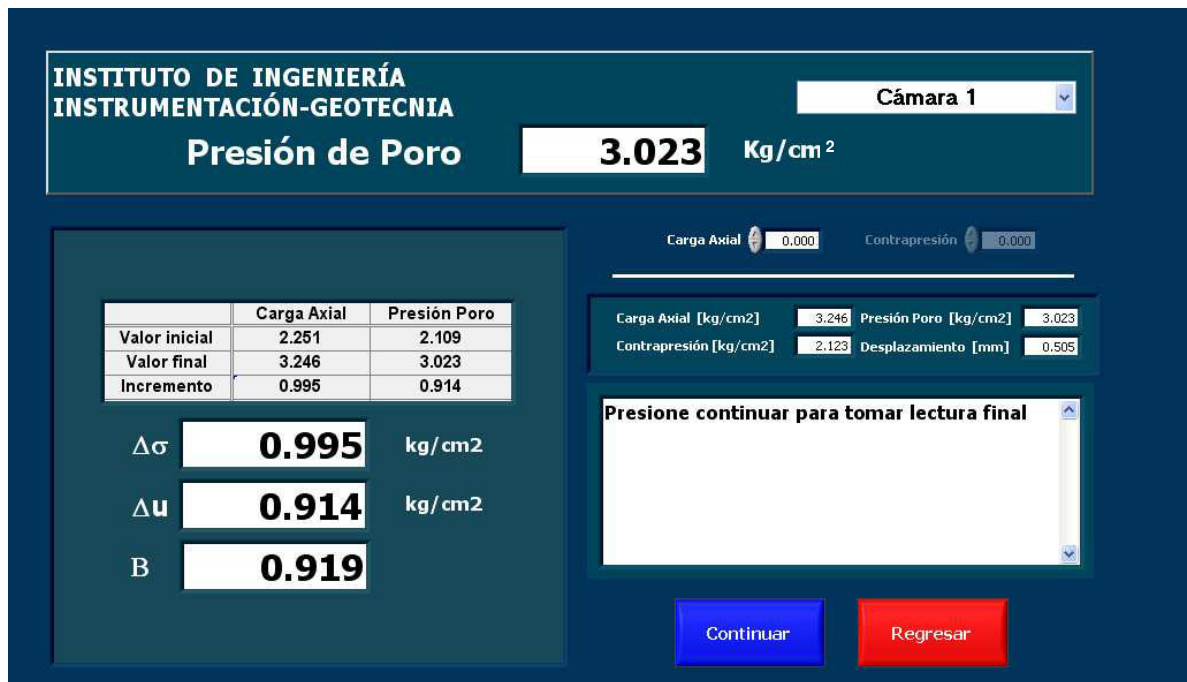 INSTITUTO DE INGENIERÍA
INSTRUMENTACIÓN-GEOTECNIA
Cámara 1
Presión de Poro 3.023 Kg/cm 2
Carga Axial 0.000 Contrapresión 0.000
Carga Axial Presión Poro
Valor inicial 2.251 2.109
Valor final 3.246 3.023
Incremento 0.995 0.914
Δσ 0.995 kg/cm2
Δu 0.914 kg/cm2
B 0.919
Carga Axial [kg/cm2] 3.246 Presión Poro [kg/cm2] 3.023
Contrapresión [kg/cm2] 2.123 Desplazamiento [mm] 0.505
Presione continuar para tomar lectura final
Continuar Regresar